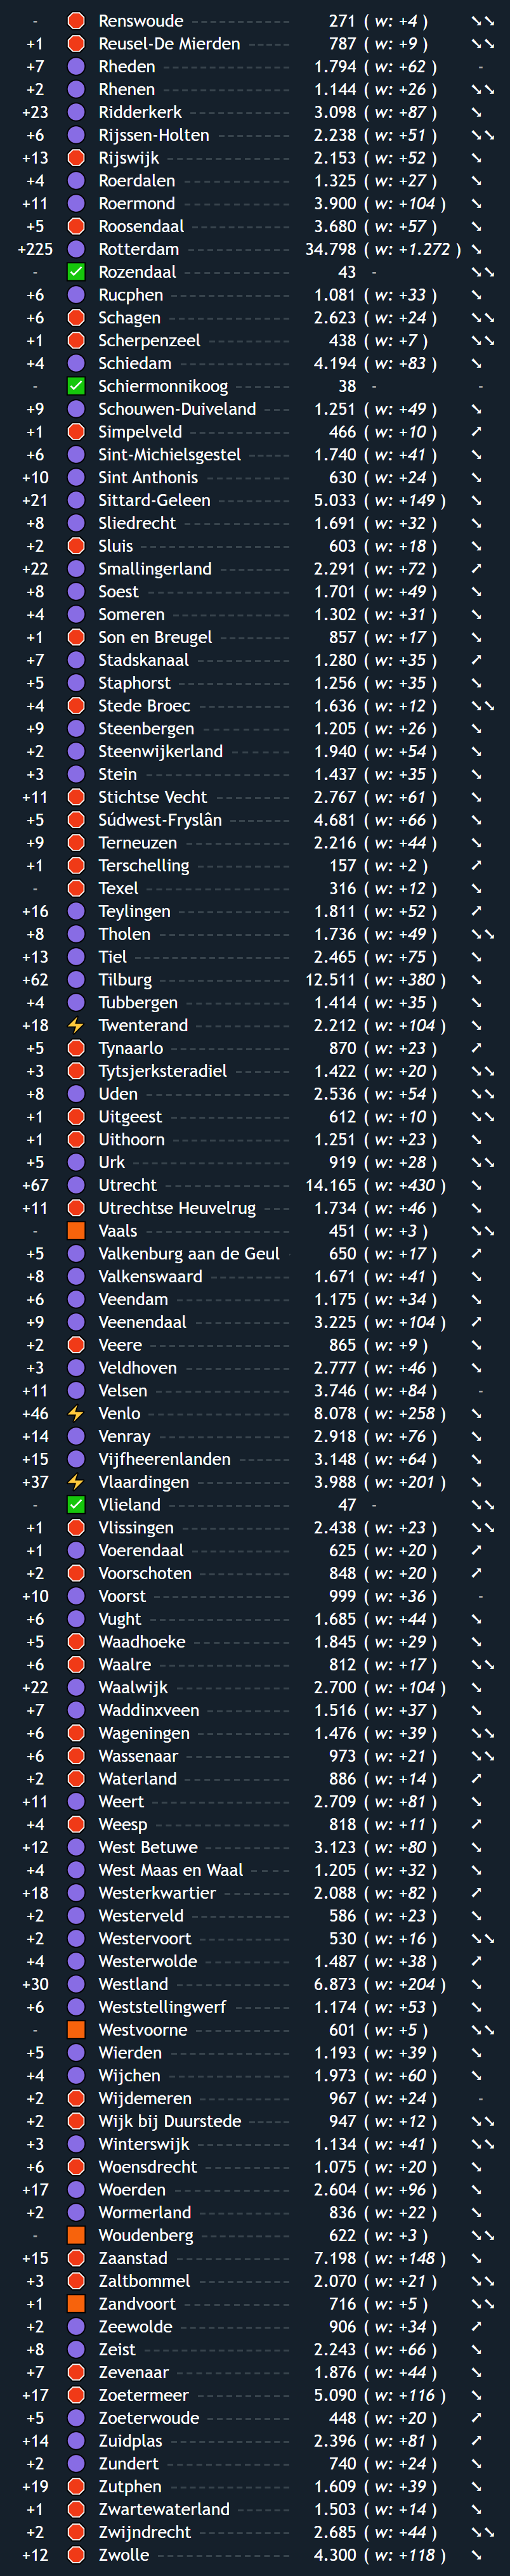 - Renswoude 271 ( w: +4 )
+1 Reusel-De Mierden 787 ( w: +9 )
+7 Rheden 1.794 ( w: +62 ) -
+2 Rhenen 1.144 ( w: +26 )
+23 Ridderkerk 3.098 ( w: +87 )
+6 Rijssen-Holten 2.238 ( w: +51 )
+13 Rijswijk 2.153 ( w: +52 )
+4 Roerdalen 1.325 ( w: +27 )
+11 Roermond 3.900 ( w: +104 )
+5 Roosendaal 3.680 ( w: +57 )
+225 Rotterdam 34.798 ( w: +1.272 )
- Rozendaal 43 -
+6 Rucphen 1.081 ( w: +33 )
+6 Schagen 2.623 ( w: +24 )
+1 Scherpenzeel 438 ( w: +7 )
+4 Schiedam 4.194 ( w: +83 )
- Schiermonnikoog 38 - -
+9 Schouwen-Duiveland 1.251 ( w: +49 )
+1 Simpelveld 466 ( w: +10 )
+6 Sint-Michielsgestel 1.740 ( w: +41 )
+10 Sint Anthonis 630 ( w: +24 )
+21 Sittard-Geleen 5.033 ( w: +149 )
+8 Sliedrecht 1.691 ( w: +32 )
+2 Sluis 603 ( w: +18 )
+22 Smallingerland 2.291 ( w: +72 )
+8 Soest 1.701 ( w: +49 )
+4 Someren 1.302 ( w: +31 )
+1 Son en Breugel 857 ( w: +17 )
+7 Stadskanaal 1.280 ( w: +35 )
+5 Staphorst 1.256 ( w: +35 )
+4 Stede Broec 1.636 ( w: +12 )
+9 Steenbergen 1.205 ( w: +26 )
+2 Steenwijkerland 1.940 ( w: +54 )
+3 Stein 1.437 ( w: +35 )
+11 Stichtse Vecht 2.767 ( w: +61 )
+5 Súdwest-Fryslân 4.681 ( w: +66 )
+9 Terneuzen 2.216 ( w: +44 )
+1 Terschelling 157 ( w: +2 )
- Texel 316 ( w: +12 )
+16 Teylingen 1.811 ( w: +52 )
+8 Tholen 1.736 ( w: +49 )
+13 Tiel 2.465 ( w: +75 )
+62 Tilburg 12.511 ( w: +380 )
+4 Tubbergen 1.414 ( w: +35 )
+18 Twenterand 2.212 ( w: +104 )
+5 Tynaarlo 870 ( w: +23 )
+3 Tytsjerksteradiel 1.422 ( w: +20 )
+8 Uden 2.536 ( w: +54 )
+1 Uitgeest 612 ( w: +10 )
+1 Uithoorn 1.251 ( w: +23 )
+5 Urk 919 ( w: +28 )
+67 Utrecht 14.165 ( w: +430 )
+11 Utrechtse Heuvelrug 1.734 ( w: +46 )
- Vaals 451 ( w: +3 )
+5 Valkenburg aan de Geul 650 ( w: +17 )
+8 Valkenswaard 1.671 ( w: +41 )
+6 Veendam 1.175 ( w: +34 )
+9 Veenendaal 3.225 ( w: +104 )
+2 Veere 865 ( w: +9 )
+3 Veldhoven 2.777 ( w: +46 )
+11 Velsen 3.746 ( w: +84 ) -
+46 Venlo 8.078 ( w: +258 )
+14 Venray 2.918 ( w: +76 )
+15 Vijfheerenlanden 3.148 ( w: +64 )
+37 Vlaardingen 3.988 ( w: +201 )
- Vlieland 47 -
+1 Vlissingen 2.438 ( w: +23 )
+1 Voerendaal 625 ( w: +20 )
+2 Voorschoten 848 ( w: +20 )
+10 Voorst 999 ( w: +36 ) -
+6 Vught 1.685 ( w: +44 )
+5 Waadhoeke 1.845 ( w: +29 )
+6 Waalre 812 ( w: +17 )
+22 Waalwijk 2.700 ( w: +104 )
+7 Waddinxveen 1.516 ( w: +37 )
+6 Wageningen 1.476 ( w: +39 )
+6 Wassenaar 973 ( w: +21 )
+2 Waterland 886 ( w: +14 )
+11 Weert 2.709 ( w: +81 )
+4 Weesp 818 ( w: +11 )
+12 West Betuwe 3.123 ( w: +80 )
+4 West Maas en Waal 1.205 ( w: +32 )
+18 Westerkwartier 2.088 ( w: +82 )
+2 Westerveld 586 ( w: +23 )
+2 Westervoort 530 ( w: +16 )
+4 Westerwolde 1.487 ( w: +38 )
+30 Westland 6.873 ( w: +204 )
+6 Weststellingwerf 1.174 ( w: +53 )
- Westvoorne 601 ( w: +5 )
+5 Wierden 1.193 ( w: +39 )
+4 Wijchen 1.973 ( w: +60 )
+2 Wijdemeren 967 ( w: +24 ) -
+2 Wijk bij Duurstede 947 ( w: +12 )
+3 Winterswijk 1.134 ( w: +41 )
+6 Woensdrecht 1.075 ( w: +20 )
+17 Woerden 2.604 ( w: +96 )
+2 Wormerland 836 ( w: +22 )
- Woudenberg 622 ( w: +3 )
+15 Zaanstad 7.198 ( w: +148 )
+3 Zaltbommel 2.070 ( w: +21 )
+1 Zandvoort 716 ( w: +5 )
+2 Zeewolde 906 ( w: +34 )
+8 Zeist 2.243 ( w: +66 )
+7 Zevenaar 1.876 ( w: +44 )
+17 Zoetermeer 5.090 ( w: +116 )
+5 Zoeterwoude 448 ( w: +20 )
+14 Zuidplas 2.396 ( w: +81 )
+2 Zundert 740 ( w: +24 )
+19 Zutphen 1.609 ( w: +39 )
+1 Zwartewaterland 1.503 ( w: +14 )
+2 Zwijndrecht 2.685 ( w: +44 )
+12 Zwolle 4.300 ( w: +118 )